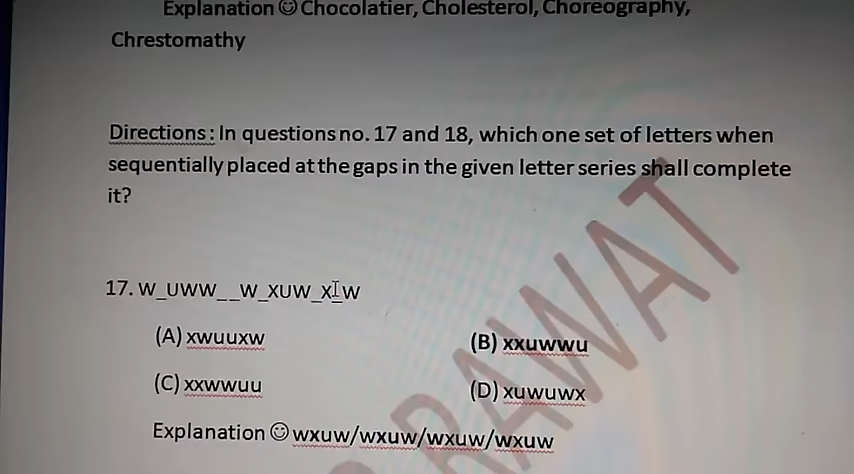 Explanation ☺ Chocolatier, Cholesterol, Choreography,
Chrestomathy
Directions: In questions no. 17 and 18, which one set of letters when
sequentially placed at the gaps in the given letter series shall complete
it?
17. W_UWW__W_XUW_X_W
(A) xwuuxw
(B) xxuwwu
(C) xxwwuu
(D) xuwuwx
Explanation ☺ wxuw/wxuw/wxuw/wxuw
RAWAT